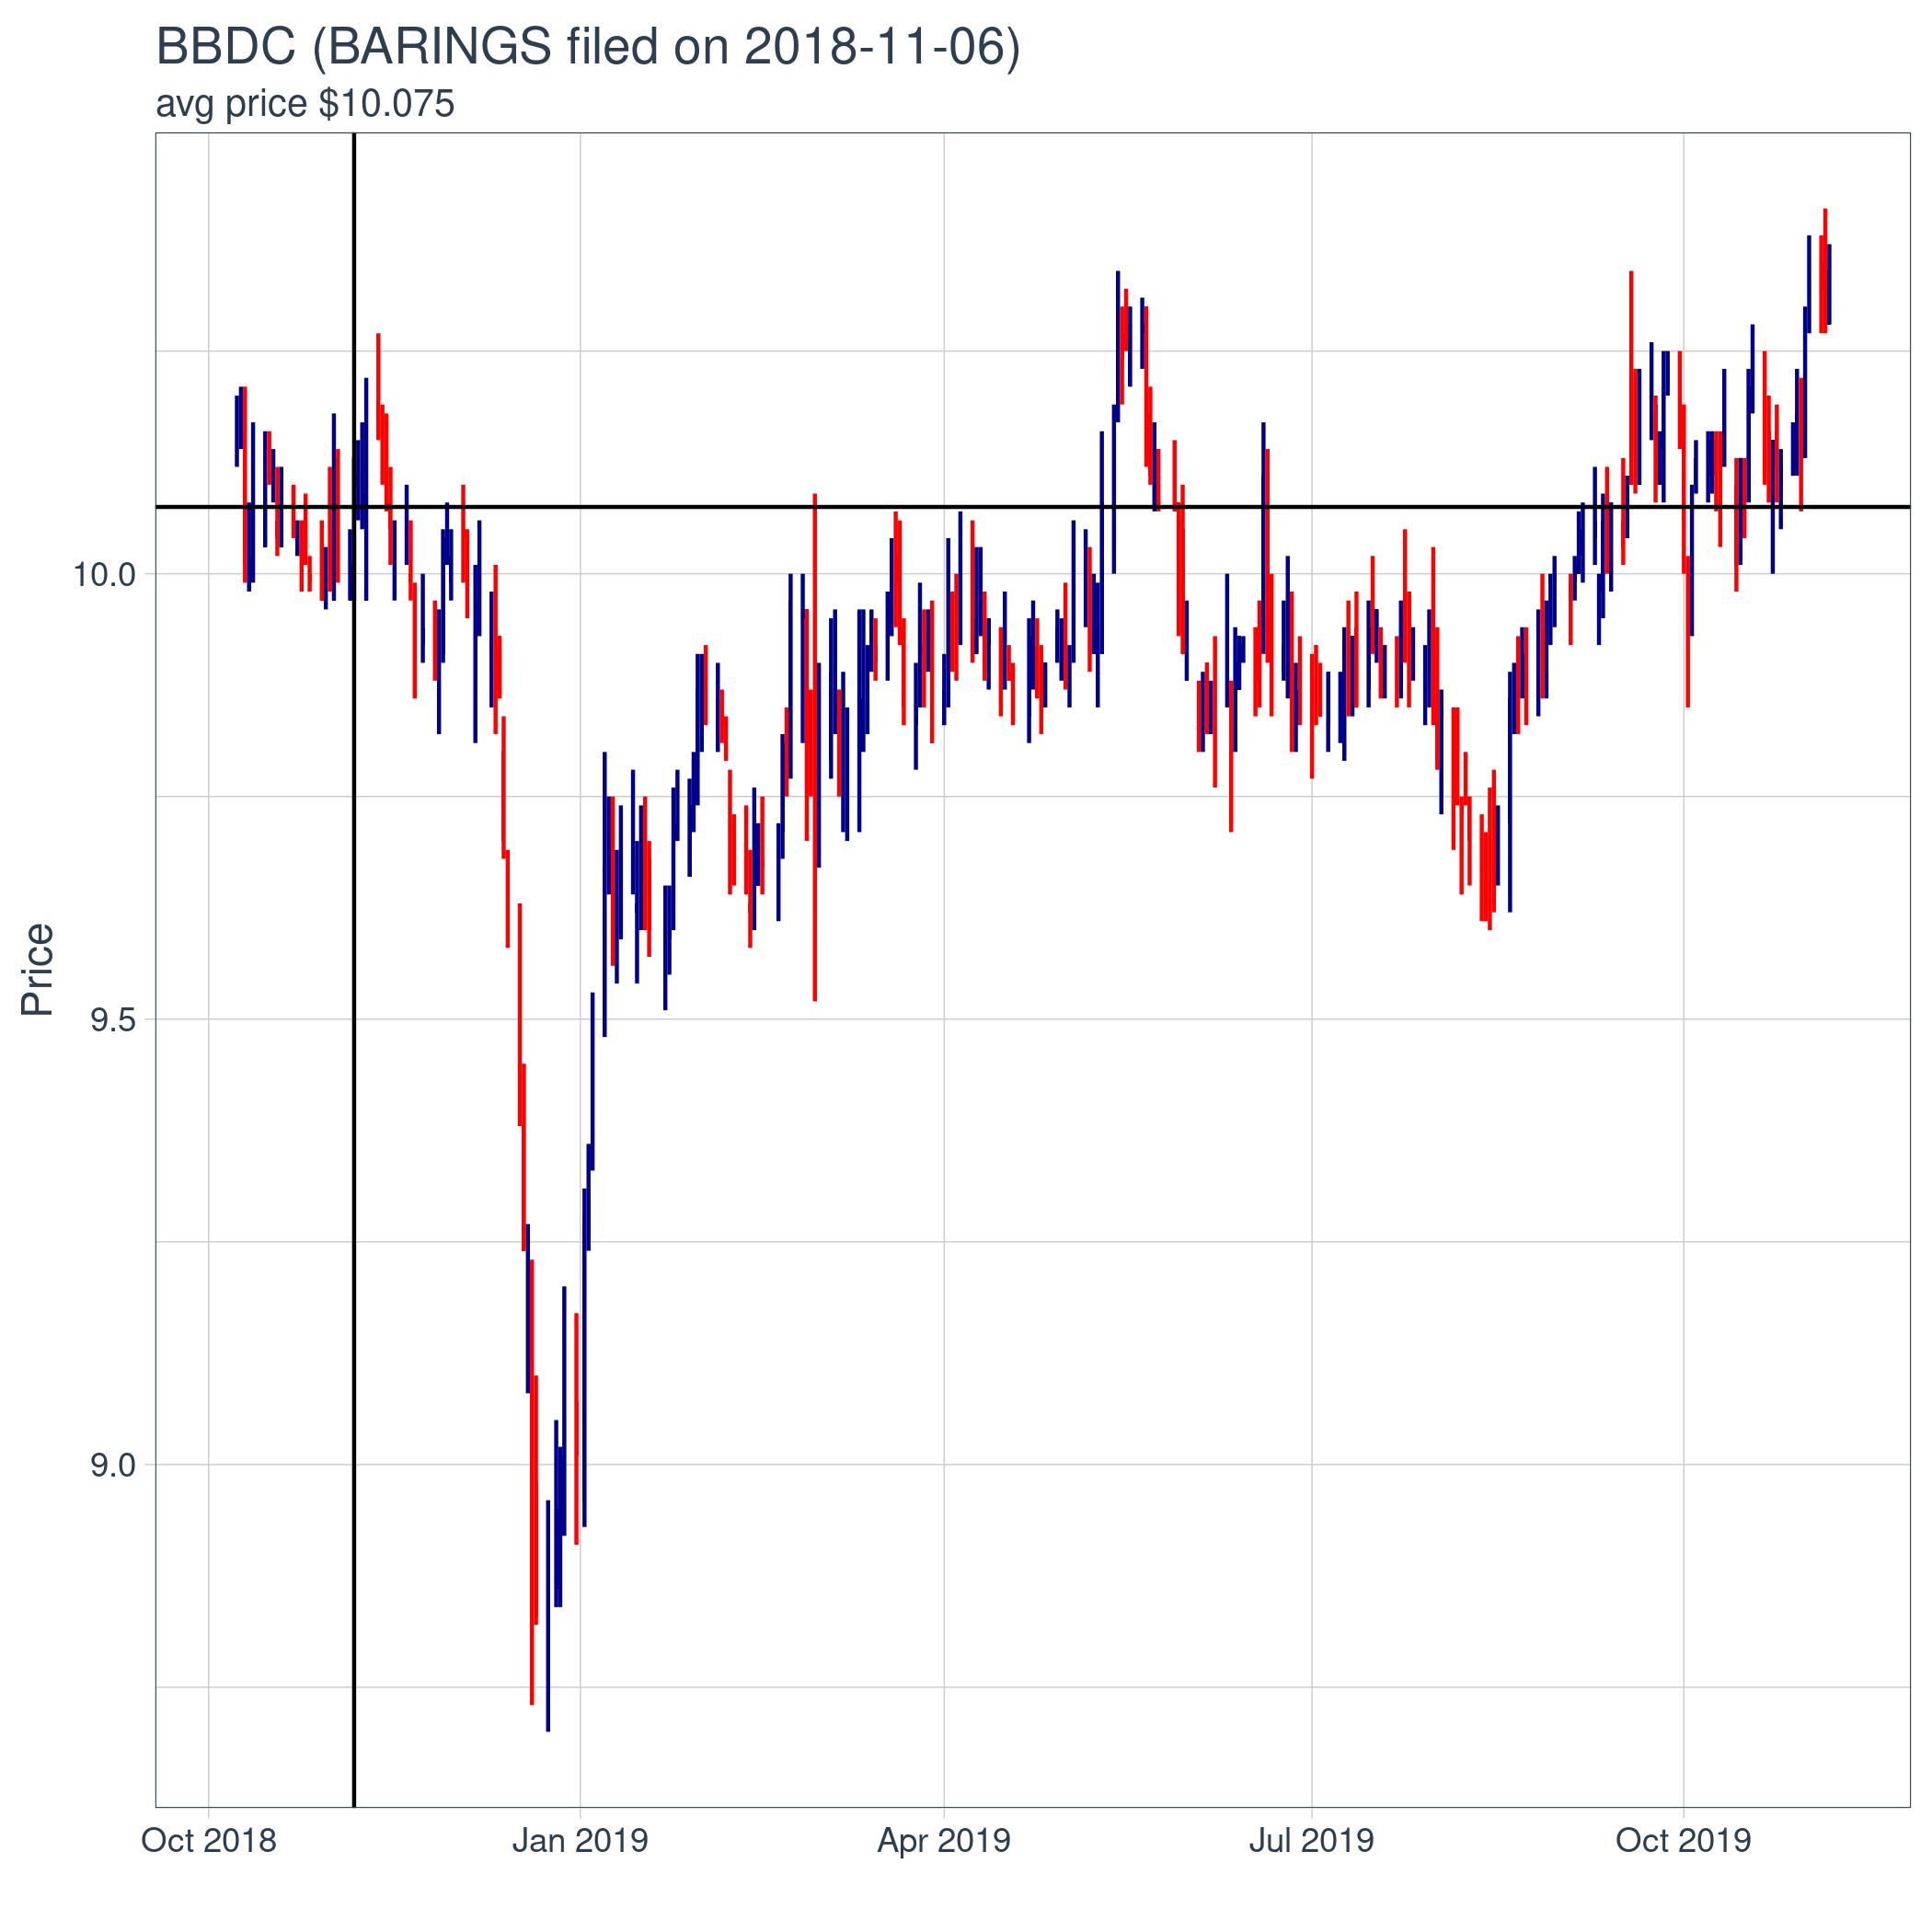 BBDC (BARINGS filed on 2018-11-06)
avg price $10.075
Price
10.0
9.5
9.0
Oct 2018
Jan 2019
Apr 2019
Jul 2019
Oct 2019